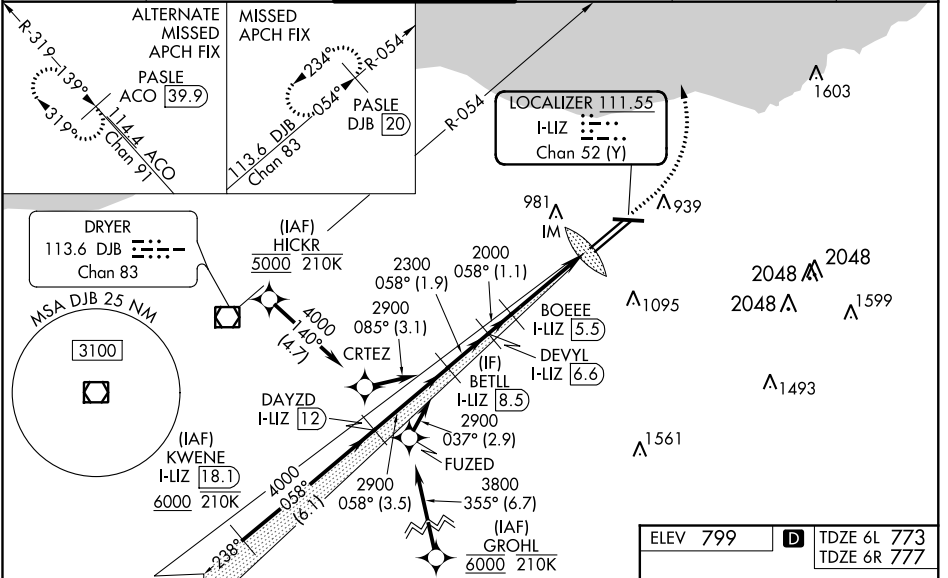 ALTERNATE
MISSED
APCH FIX
R-319
139°
319°
PASLE
ACO 39.9
114.4 ACO
Chan 91
MISSED
APCH FIX
234°
054°
R-054
PASLE
DJB 20
113.6 DJB
Chan 83
R-054
LOCALIZER 111.55
I-LIZ
Chan 52 (Y)
1603
981
IM
939
DRYER
113.6 DJB
Chan 83
(IAF)
HICKR
5000 210K
4000
140°
(4.7)
2300
058° (1.9)
2000
058° (1.1)
2900
085° (3.1)
CRTEZ
BOEEE
I-LIZ 5.5
DEVYL
I-LIZ 6.6
(IF)
BETLL
I-LIZ 8.5
2900
037° (2.9)
FUZED
DAYZD
I-LIZ 12
2900
058° (3.5)
3800
355° (6.7)
(IAF)
GROHL
6000 210K
(IAF)
KWENE
I-LIZ 18.1
6000 210K
4000
058°
(6.1)
238°
MSA DJB 25 NM
3100
1095
2048
2048
2048
1599
1493
1561
ELEV 799
D
TDZE 6L 773
TDZE 6R 777